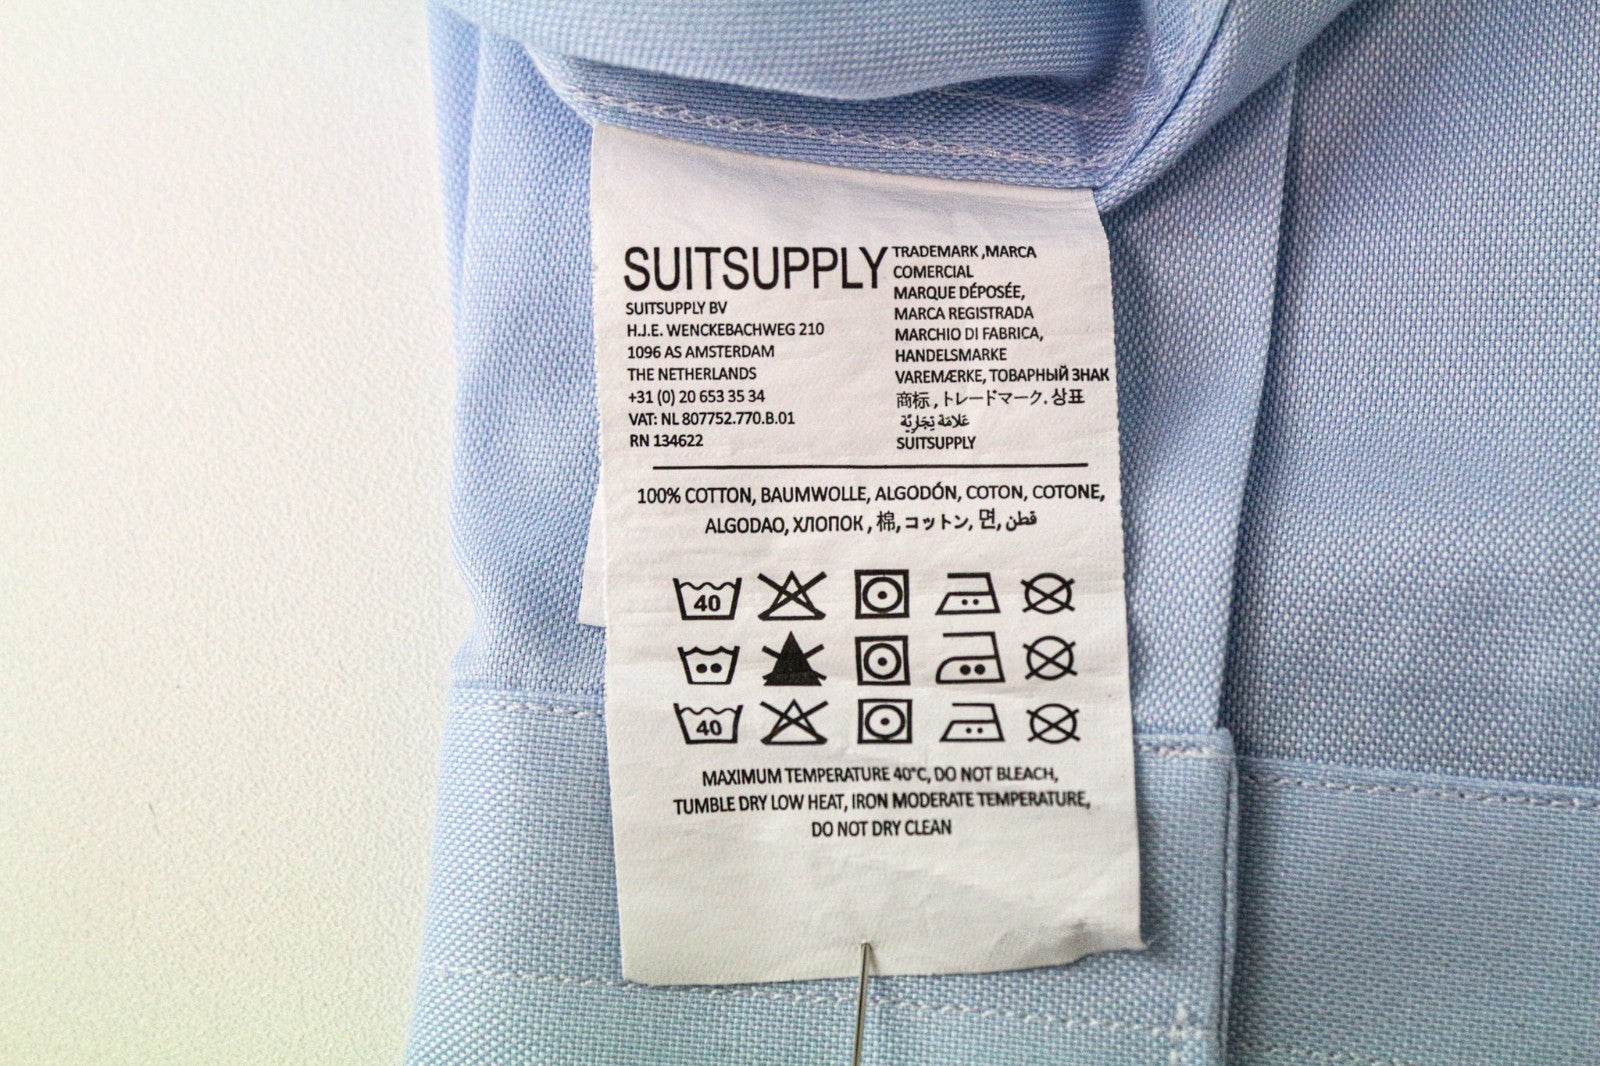 SUITSUPPLY
SUITSUPPLY BV
H.J.E. WENCKEBACHWEG 210
1096 AS AMSTERDAM
THE NETHERLANDS
+31 (0) 20 653 35 34
VAT: NL 807752.770.B.01
RN 134622
TRADEMARK ,MARCA
COMERCIAL
MARQUE DÉPOSÉE,
MARCA REGISTRADA
MARCHIO DI FABRICA,
HANDELSMARKE
VAREMÆRKE, ТОВАРНЫЙ ЗНАК
商标 , トレードマーク. 상표
عَلامَة تِجَارِيَّة
SUITSUPPLY
100% COTTON, BAUMWOLLE, ALGODÓN, COTON, COTONE,
ALGODAO, ХЛОПОК , 棉, コットン, 면, قطن
40
40
MAXIMUM TEMPERATURE 40°C, DO NOT BLEACH,
TUMBLE DRY LOW HEAT, IRON MODERATE TEMPERATURE,
DO NOT DRY CLEAN